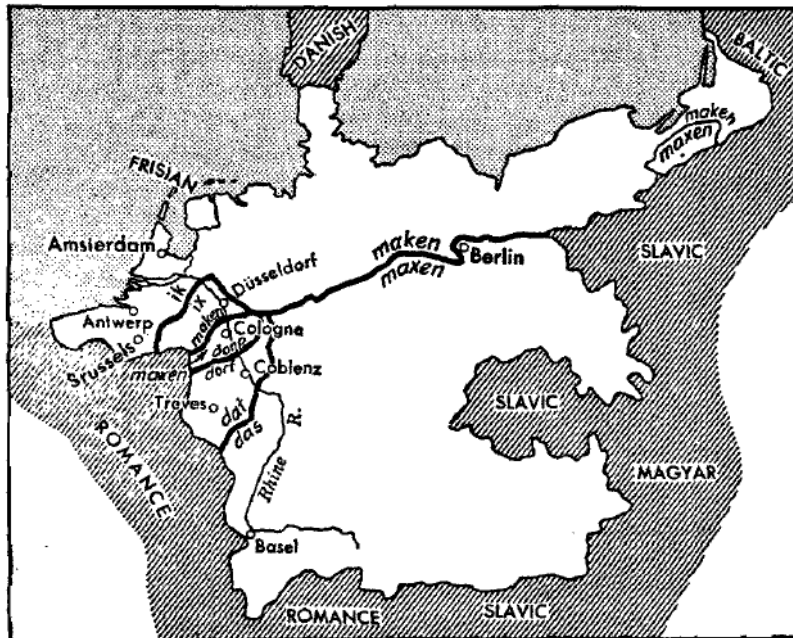 DANISH
BALTIC
maken
maxen
FRISIAN
Amsterdam
maken
maxen
Berlin
SLAVIC
ik
ix
Düsseldorf
Antwerp
maken
Cologne
Brussels
maxen
dorp
dorf
Coblenz
Treves
dat
das
SLAVIC
ROMANCE
R.
Rhine
MAGYAR
Basel
ROMANCE
SLAVIC